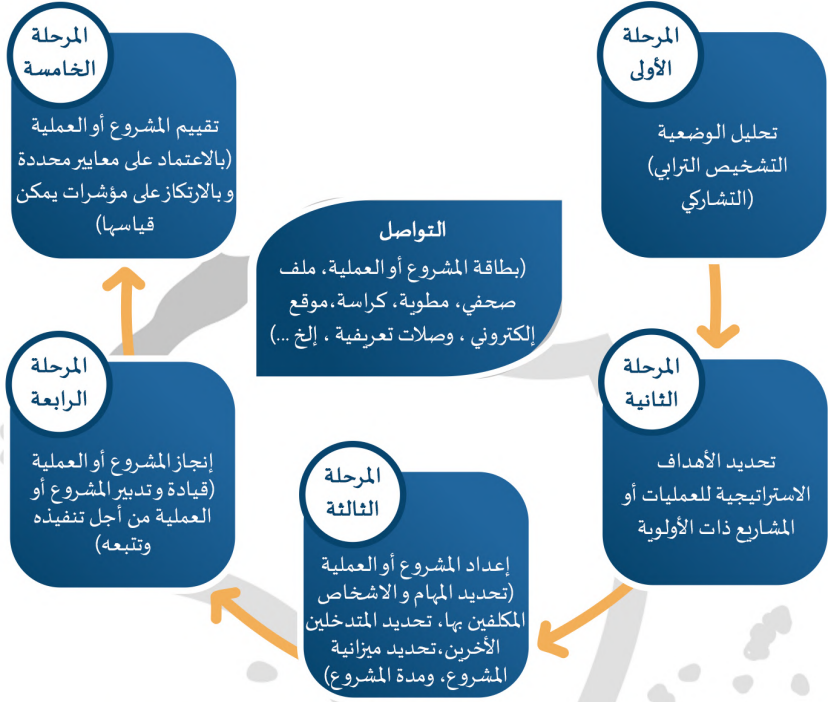 المرحلة
الأولى
تحليل الوضعية
التشخيص الترابي)
(التشاركي
المرحلة
الثانية
تحديد الأهداف
الاستراتيجية للعمليات أو
المشاريع ذات الأولوية
المرحلة
الثالثة
إعداد المشروع أو العملية
(تحديد المهام والاشخاص
المكلفين بها، تحديد المتدخلين
الأخرين،تحديد ميزانية
المشروع، ومدة المشروع)
المرحلة
الرابعة
إنجاز المشروع أو العملية
(قيادة وتدبير المشروع أو
العملية من أجل تنفيذه
وتتبعه)
المرحلة
الخامسة
تقييم المشروع أو العملية
(بالاعتماد على معايير محددة
وبالارتكاز على مؤشرات يمكن
قياسها)
التواصل
(بطاقة المشروع أو العملية، ملف
صحفي، مطوية، كراسة،موقع
إلكتروني ، وصلات تعريفية ، إلخ ...)